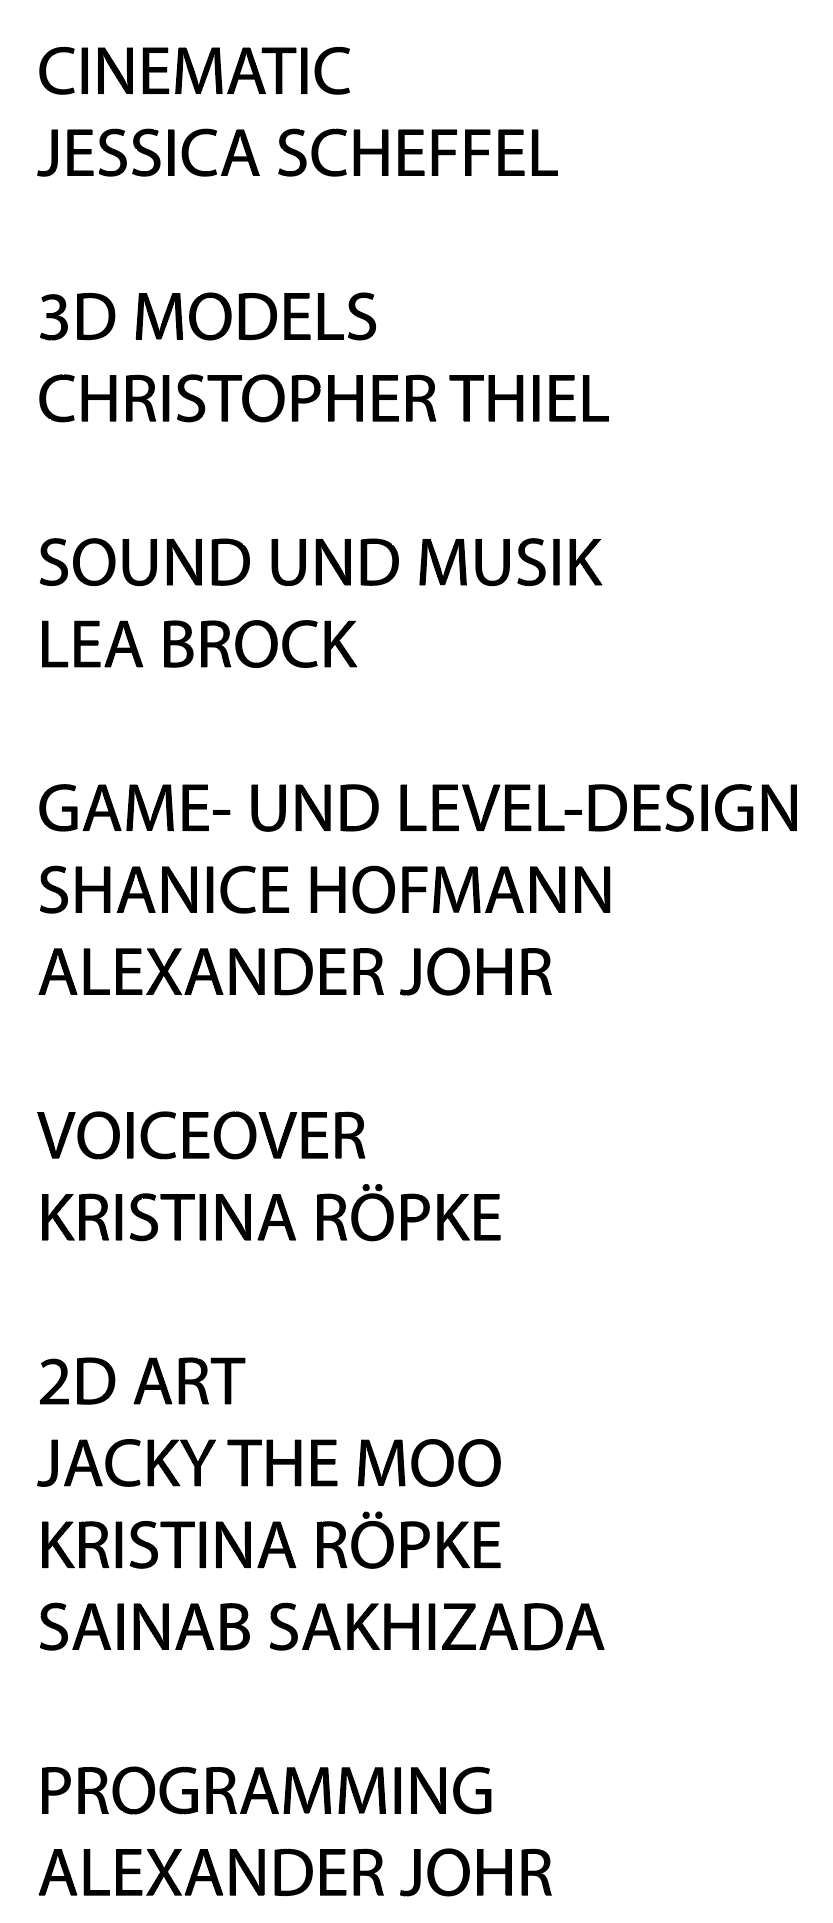 CINEMATIC
JESSICA SCHEFFEL
3D MODELS
CHRISTOPHER THIEL
SOUND UND MUSIK
LEA BROCK
GAME- UND LEVEL-DESIGN
SHANICE HOFMANN
ALEXANDER JOHR
VOICEOVER
KRISTINA RÖPKE
2D ART
JACKY THE MOO
KRISTINA RÖPKE
SAINAB SAKHIZADA
PROGRAMMING
ALEXANDER JOHR